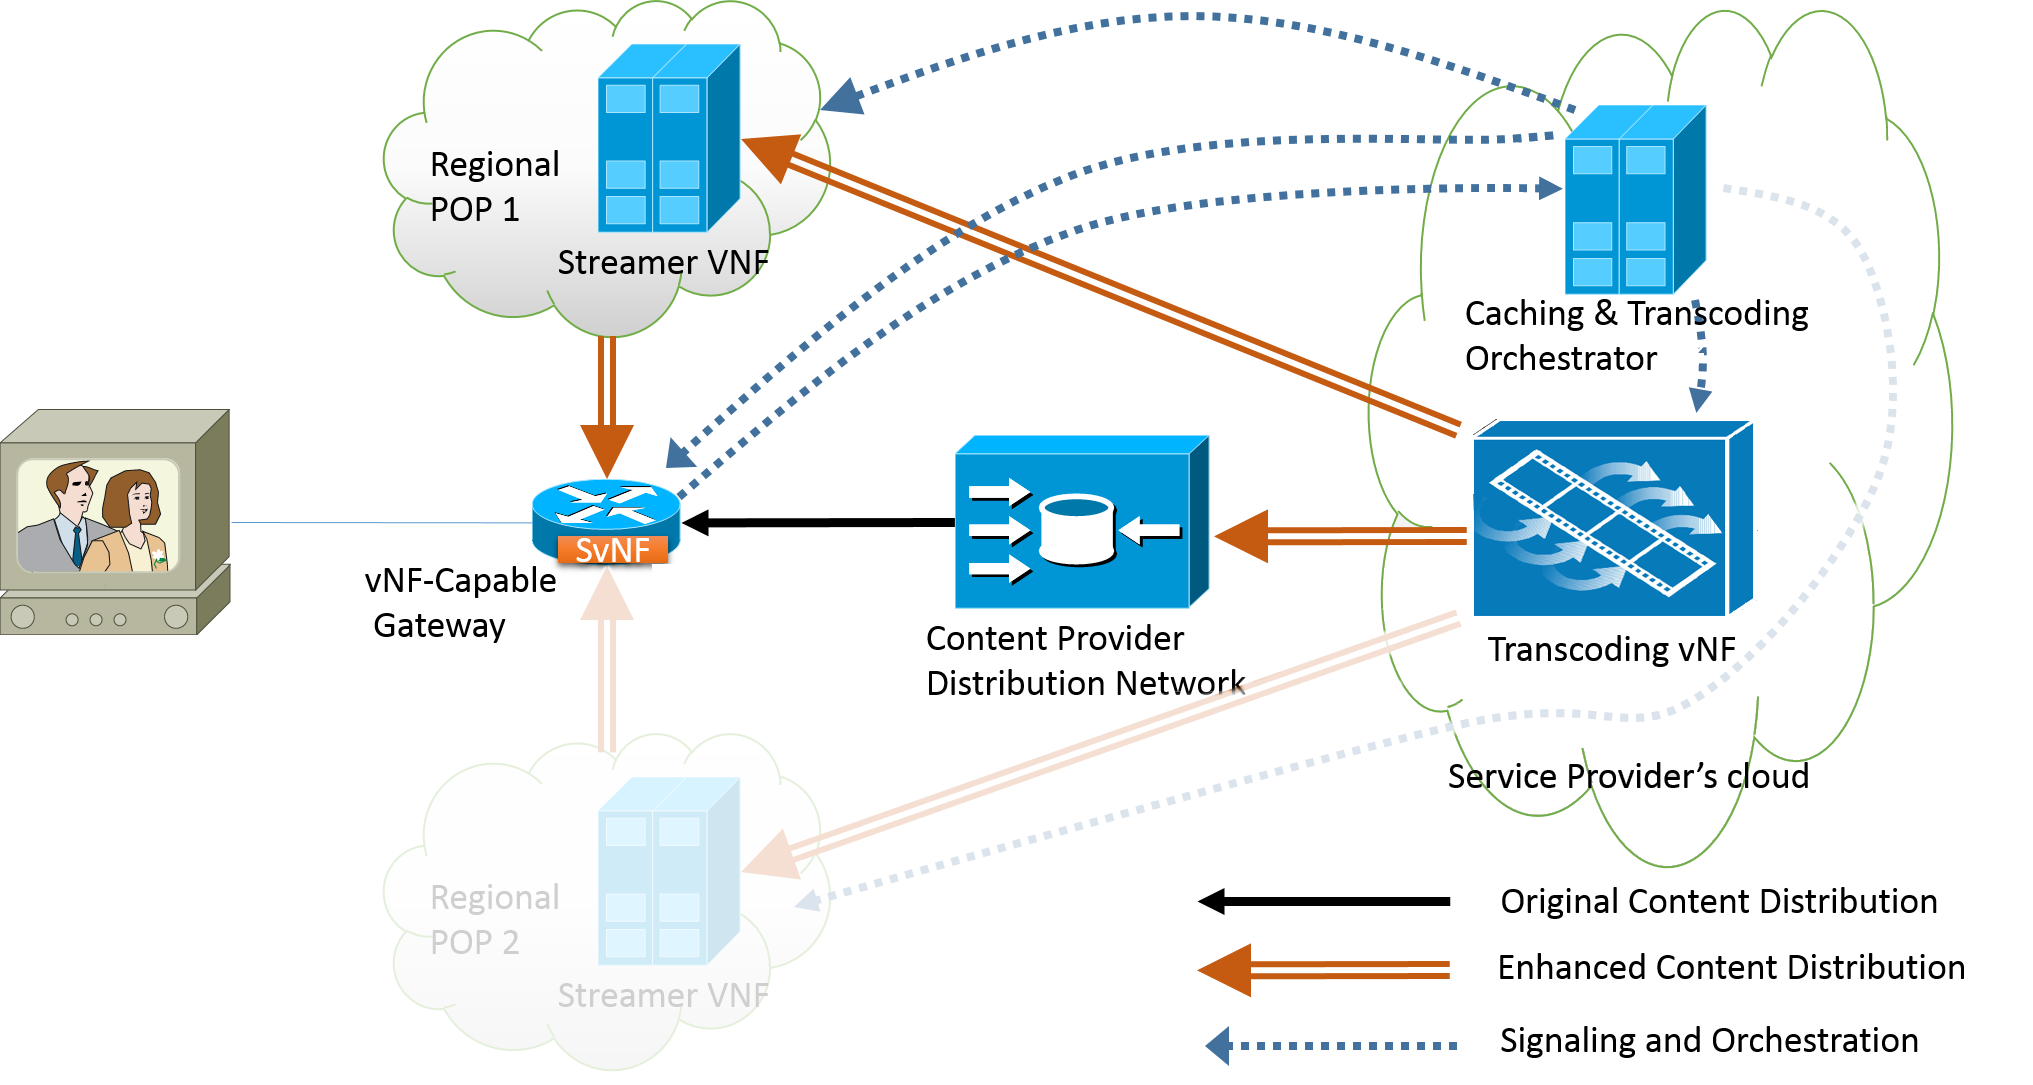 Regional
POP 1
Streamer VNF
Caching & Transcoding
Orchestrator
SvNF
vNF-Capable
Gateway
Content Provider
Distribution Network
Transcoding vNF
Service Provider’s cloud
Regional
POP 2
Streamer VNF
Original Content Distribution
Enhanced Content Distribution
Signaling and Orchestration